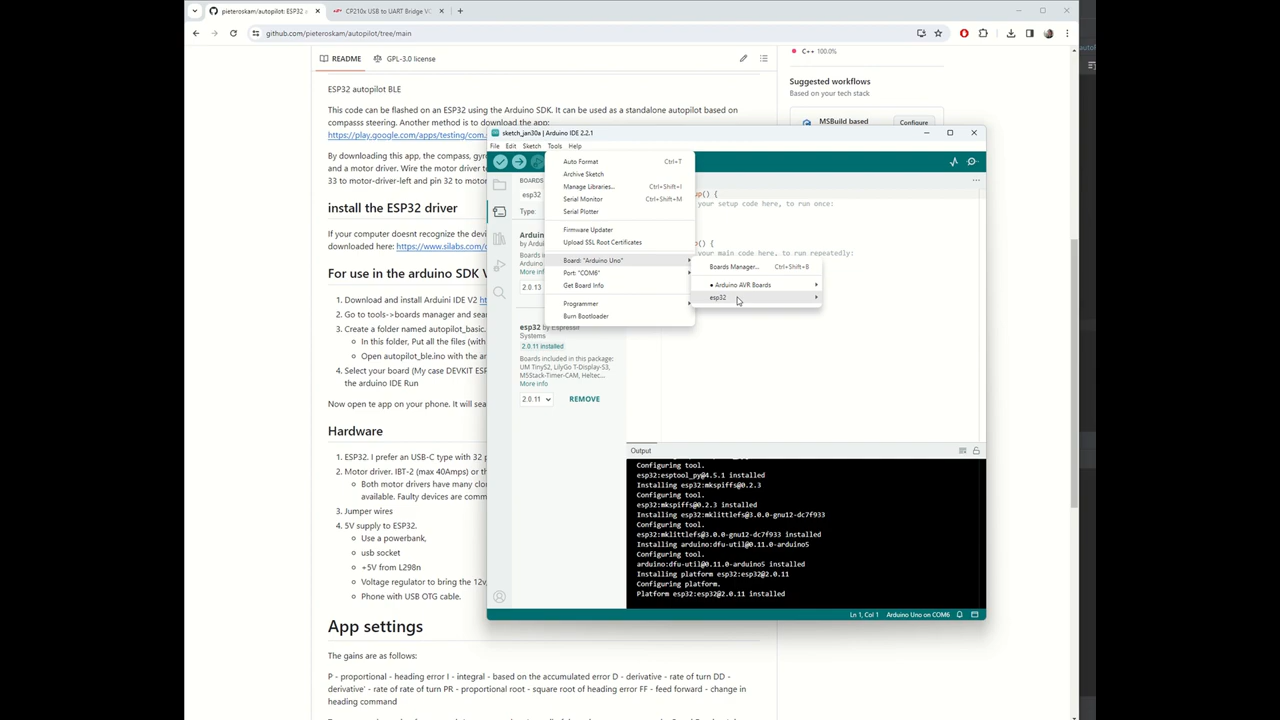 pieteroskam/autopilot: ESP32
CP210x USB to UART Bridge VC
github.com/pieteroskam/autopilot/tree/main
README
GPL-3.0 license
C++ 100.0%
Suggested workflows
Based on your tech stack
MSBuild based
Configure
ESP32 autopilot BLE
This code can be flashed on an ESP32 using the Arduino SDK. It can be used as a standalone autopilot based on
compasss steering. Another method is to download the app:
https://play.google.com/apps/testing/com.s
By downloading this app, the compass, gyr
and a motor driver. Wire the motor driver t
33 to motor-driver-left and pin 32 to motor
install the ESP32 driver
If your computer doesnt recognize the devi
downloaded here: https://www.silabs.com/
For use in the arduino SDK V
1. Download and install Arduini IDE V2 ht
2. Go to tools->boards manager and sear
3. Create a folder named autopilot_basic.
In this folder, Put all the files (with
Open autopilot_ble.ino with the ar
4. Select your board (My case DEVKIT ESP
the arduino IDE Run
Now open te app on your phone. It will sea
Hardware
1. ESP32. I prefer an USB-C type with 32 p
2. Motor driver. IBT-2 (max 40Amps) or th
Both motor drivers have many clon
available. Faulty devices are comm
3. Jumper wires
4. 5V supply to ESP32.
Use a powerbank,
usb socket
+5V from L298n
Voltage regulator to bring the 12v
Phone with USB OTG cable.
App settings
The gains are as follows:
P - proportional - heading error I - integral - based on the accumulated error D - derivative - rate of turn DD -
derivative' - rate of rate of turn PR - proportional root - square root of heading error FF - feed forward - change in
heading command
sketch_jan30a | Arduino IDE 2.2.1
File Edit Sketch Tools Help
BOARDS
esp32
Type:
Arduin
by Ardui
Boards in
Arduino
More info
2.0.13
esp32 by Espressif
Systems
2.0.11 installed
Boards included in this package:
UM TinyS2, LilyGo T-Display-S3,
M5Stack-Timer-CAM, Heltec...
More info
2.0.11
REMOVE
Auto Format Ctrl+T
Archive Sketch
Manage Libraries... Ctrl+Shift+I
Serial Monitor Ctrl+Shift+M
Serial Plotter
Firmware Updater
Upload SSL Root Certificates
Board: "Arduino Uno"
Port: "COM6"
Get Board Info
Programmer
Burn Bootloader
Boards Manager... Ctrl+Shift+B
Arduino AVR Boards
esp32
up() {
your setup code here, to run once:
p() {
your main code here, to run repeatedly:
Output
Configuring tool.
esp32:esptool_py@4.5.1 installed
Installing esp32:mkspiffs@0.2.3
Configuring tool.
esp32:mkspiffs@0.2.3 installed
Installing esp32:mklittlefs@3.0.0-gnu12-dc7f933
Configuring tool.
esp32:mklittlefs@3.0.0-gnu12-dc7f933 installed
Installing arduino:dfu-util@0.11.0-arduino5
Configuring tool.
arduino:dfu-util@0.11.0-arduino5 installed
Installing platform esp32:esp32@2.0.11
Configuring platform.
Platform esp32:esp32@2.0.11 installed
Ln 1, Col 1 Arduino Uno on COM6